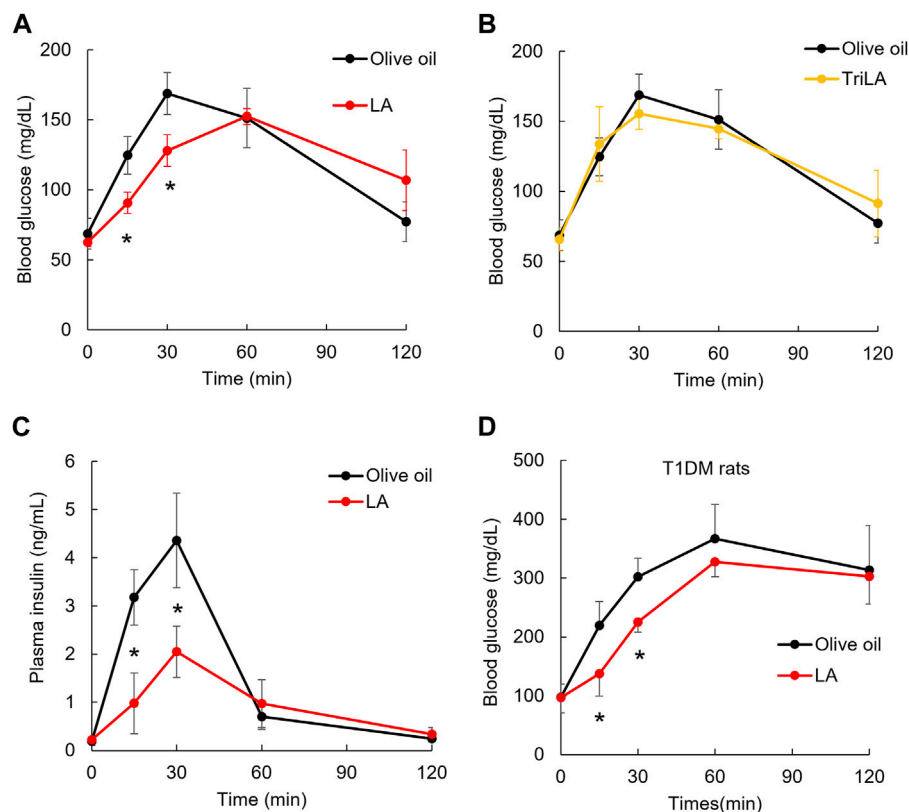 A
Olive oil
LA
Blood glucose (mg/dL)
200
150
100
50
0
*
*
0
30
60
90
120
Time (min)
B
Olive oil
TriLA
Blood glucose (mg/dL)
200
150
100
50
0
0
30
60
90
120
Time (min)
C
Olive oil
LA
Plasma insulin (ng/mL)
6
5
4
3
2
1
0
*
*
0
30
60
90
120
Time (min)
D
T1DM rats
Blood glucose (mg/dL)
500
400
300
200
100
0
Olive oil
LA
*
*
0
30
60
90
120
Times(min)